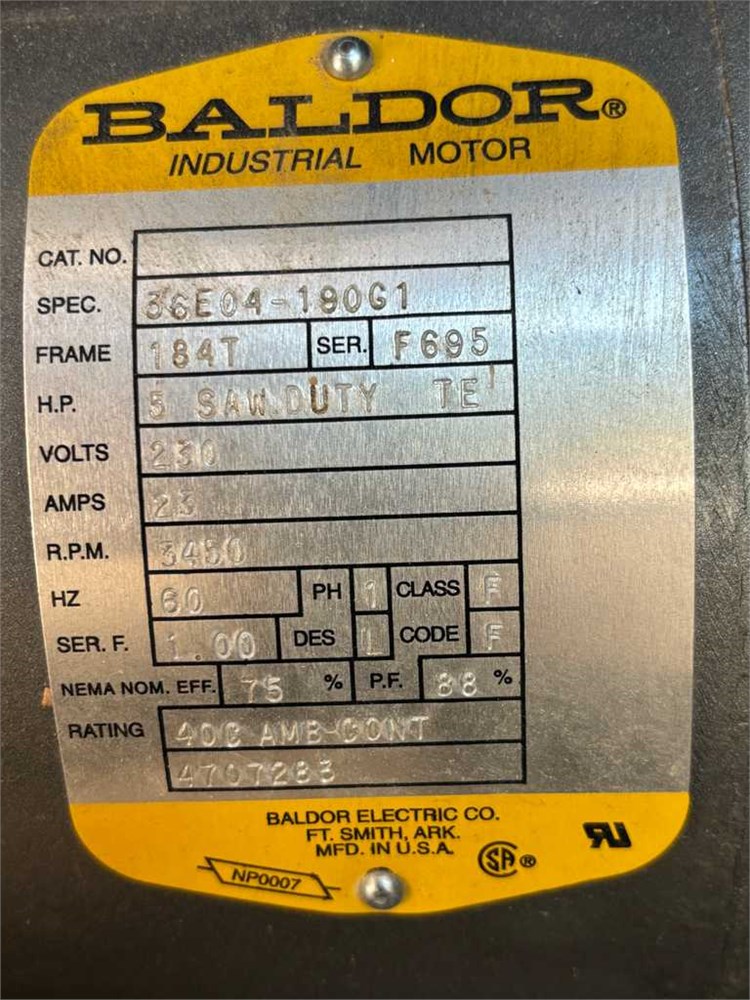 BALDOR®
INDUSTRIAL MOTOR
CAT. NO.
SPEC. 36E04-190G1
FRAME 184T SER. F695
H.P. 5 SAW.DUTY TE
VOLTS 230
AMPS 23
R.P.M. 3450
HZ 60 PH 1 CLASS F
SER. F. 1.00 DES L CODE F
NEMA NOM. EFF. 75 % P.F. 88 %
RATING 40C AMB-CONT
4707283
BALDOR ELECTRIC CO.
FT. SMITH, ARK.
MFD. IN U.S.A.
SA ®
RU
NP0007